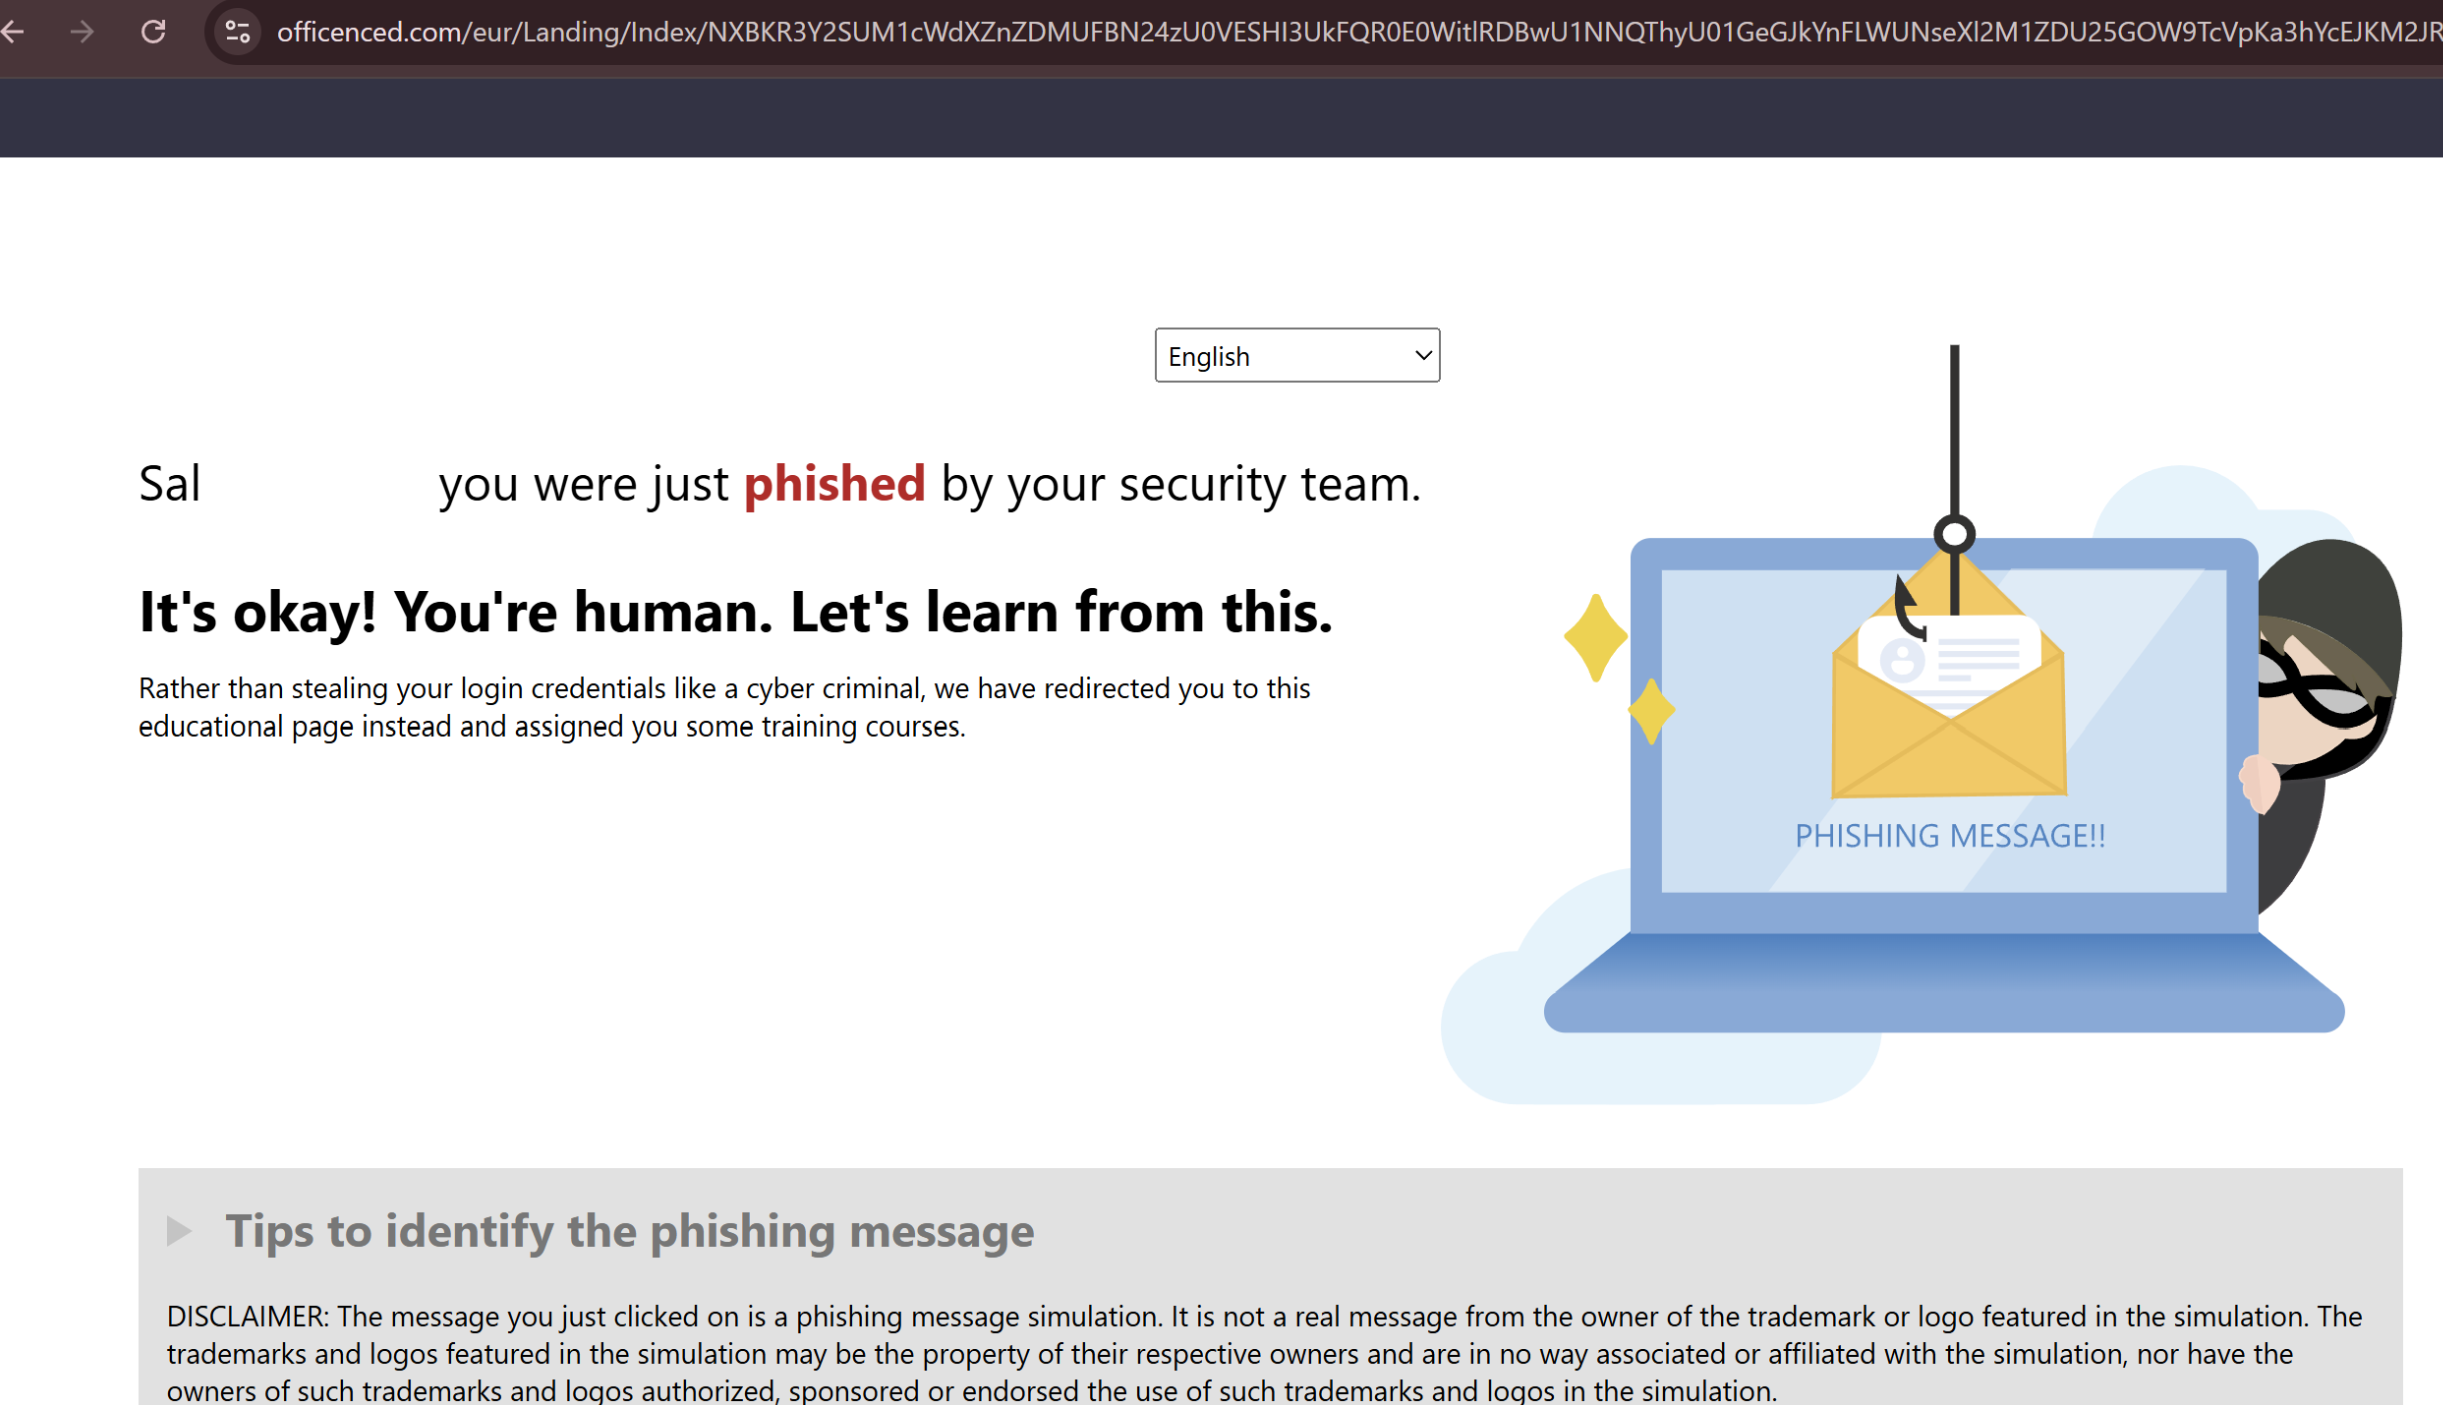 officenced.com/eur/Landing/Index/NXBKR3Y2SUM1cWdXZnZDMUFBN24zU0VESHI3UkFQR0E0WitlRDBwU1NNQThyU01GeGJkYnFLWUNseXl2M1ZDU25GOW9TcVpKa3hYcEJKM2JR
English
Sal you were just phished by your security team.
It's okay! You're human. Let's learn from this.
Rather than stealing your login credentials like a cyber criminal, we have redirected you to this
educational page instead and assigned you some training courses.
PHISHING MESSAGE!!
Tips to identify the phishing message
DISCLAIMER: The message you just clicked on is a phishing message simulation. It is not a real message from the owner of the trademark or logo featured in the simulation. The
trademarks and logos featured in the simulation may be the property of their respective owners and are in no way associated or affiliated with the simulation, nor have the
owners of such trademarks and logos authorized, sponsored or endorsed the use of such trademarks and logos in the simulation.